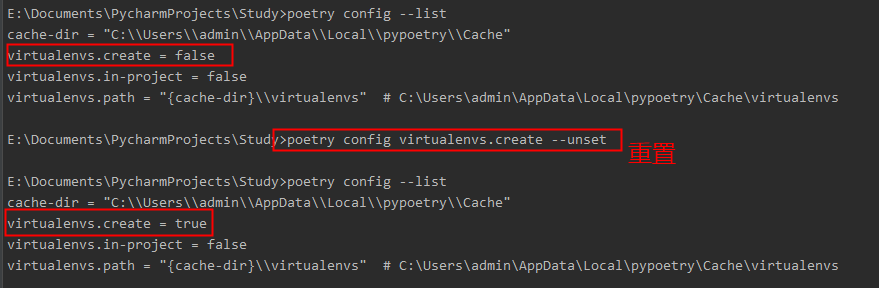 E:\Documents\PycharmProjects\Study>poetry config --list
cache-dir = "C:\\Users\\admin\\AppData\\Local\\pypoetry\\Cache"
virtualenvs.create = false
virtualenvs.in-project = false
virtualenvs.path = "{cache-dir}\\virtualenvs"  # C:\Users\admin\AppData\Local\pypoetry\Cache\virtualenvs
E:\Documents\PycharmProjects\Study>poetry config virtualenvs.create --unset
重置
E:\Documents\PycharmProjects\Study>poetry config --list
cache-dir = "C:\\Users\\admin\\AppData\\Local\\pypoetry\\Cache"
virtualenvs.create = true
virtualenvs.in-project = false
virtualenvs.path = "{cache-dir}\\virtualenvs"  # C:\Users\admin\AppData\Local\pypoetry\Cache\virtualenvs